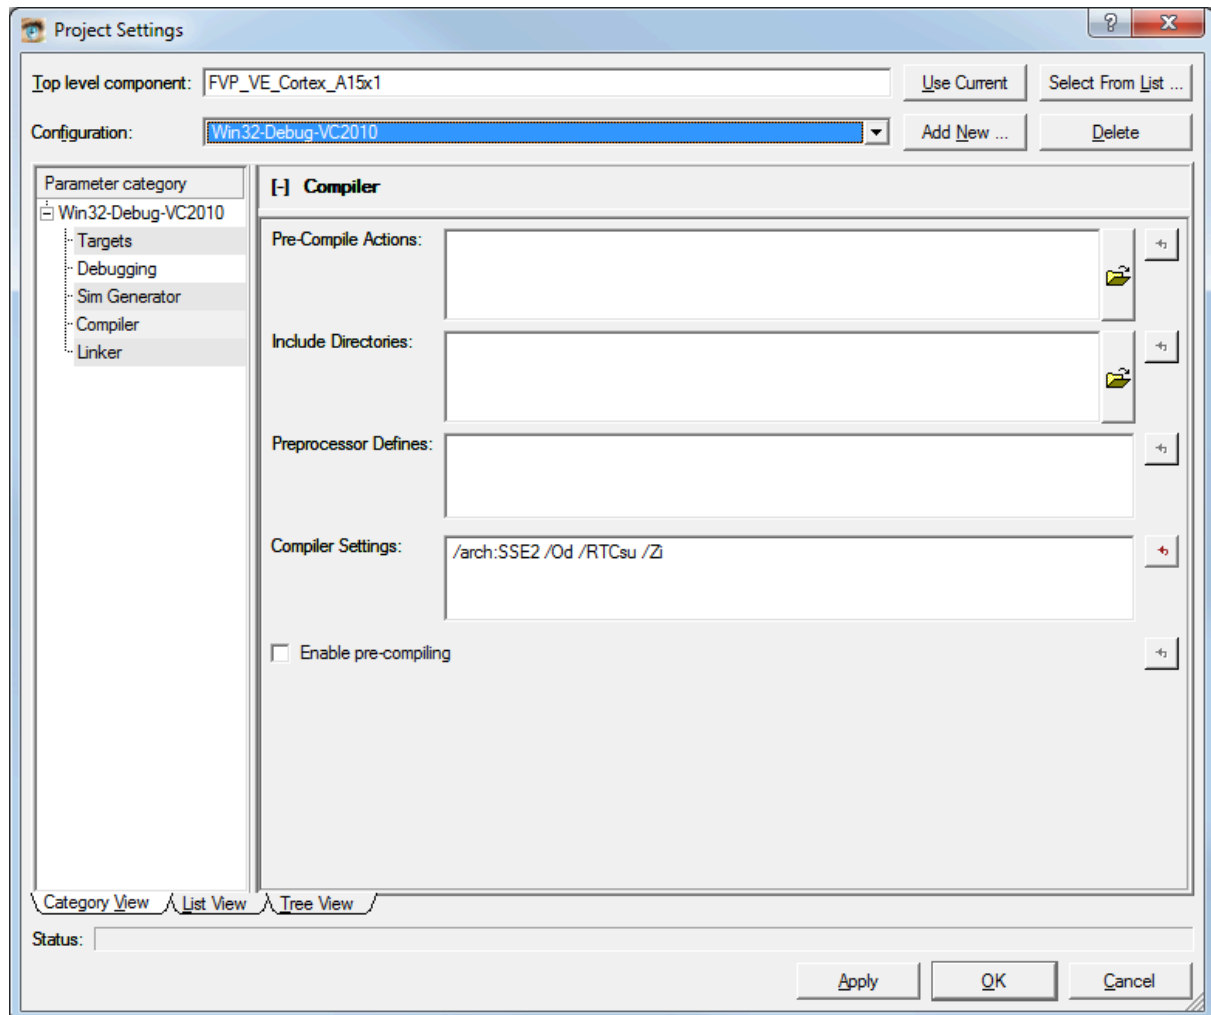 Project Settings
Top level component: FVP_VE_Cortex_A15x1 Use Current Select From List ...
Configuration: Win32-Debug-VC2010 Add New ... Delete
Parameter category
Win32-Debug-VC2010
Targets
Debugging
Sim Generator
Compiler
Linker
[-] Compiler
Pre-Compile Actions:
Include Directories:
Preprocessor Defines:
Compiler Settings: /arch:SSE2 /Od /RTCsu /Zi
Enable pre-compiling
Category View List View Tree View
Status:
Apply OK Cancel